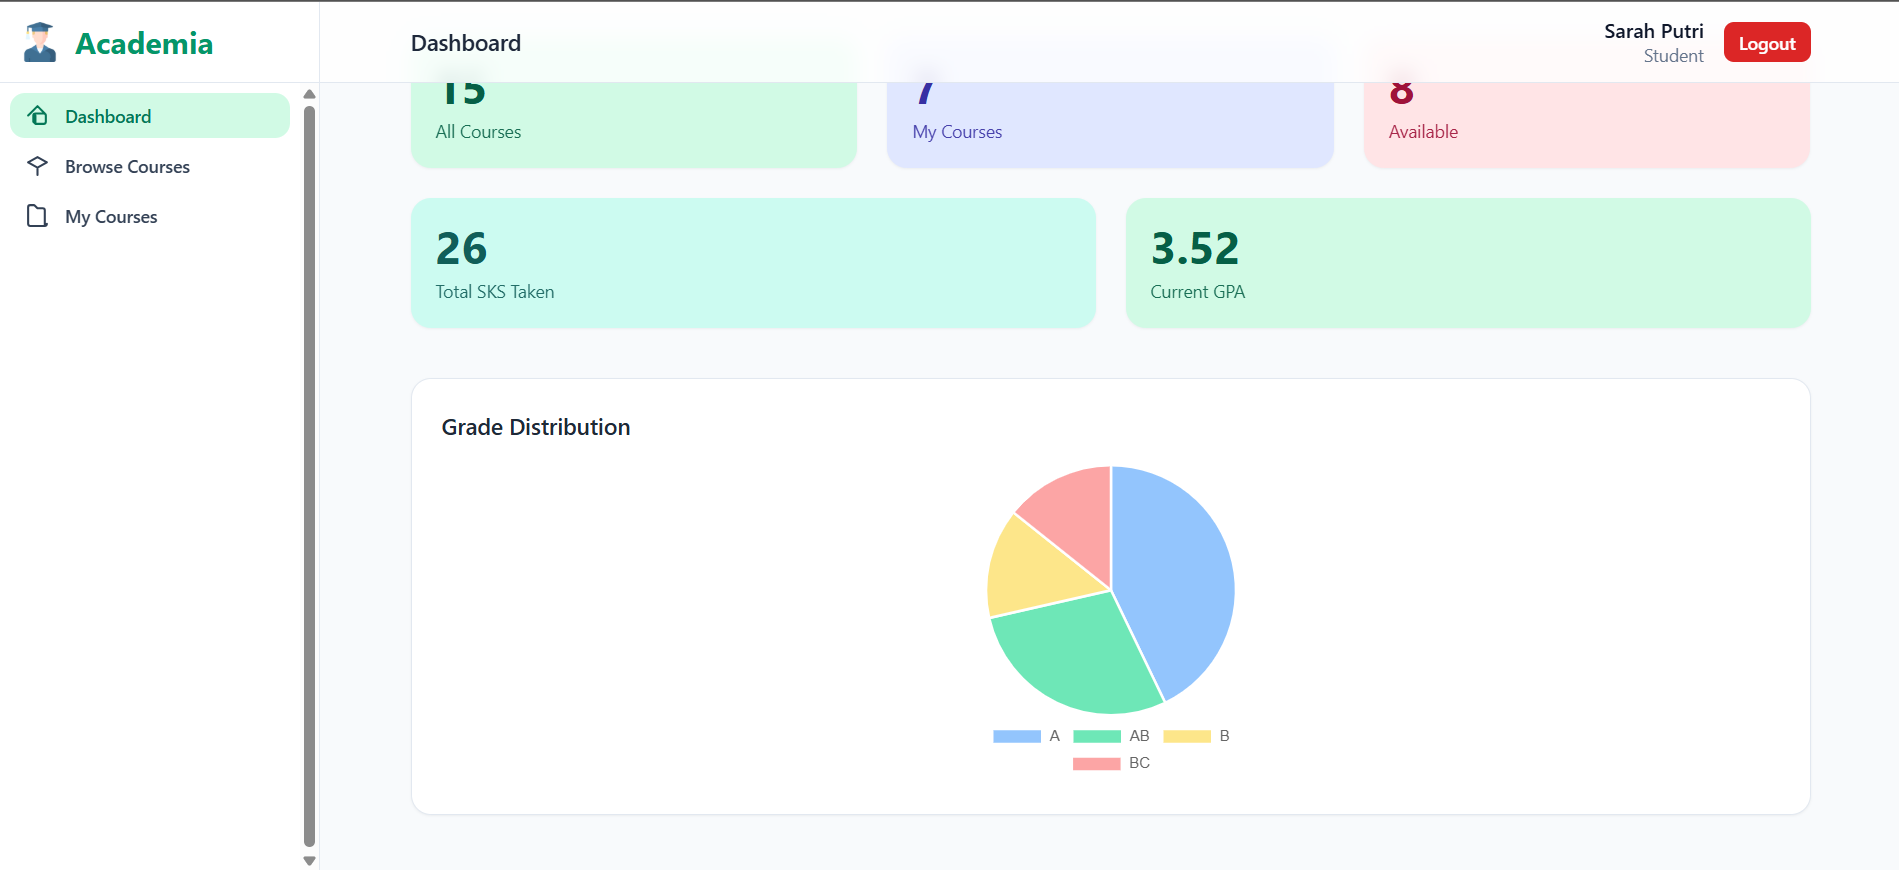 Academia
Dashboard
Sarah Putri
Student
Logout
Dashboard
Browse Courses
My Courses
15
All Courses
7
My Courses
8
Available
26
Total SKS Taken
3.52
Current GPA
Grade Distribution
A AB B
BC